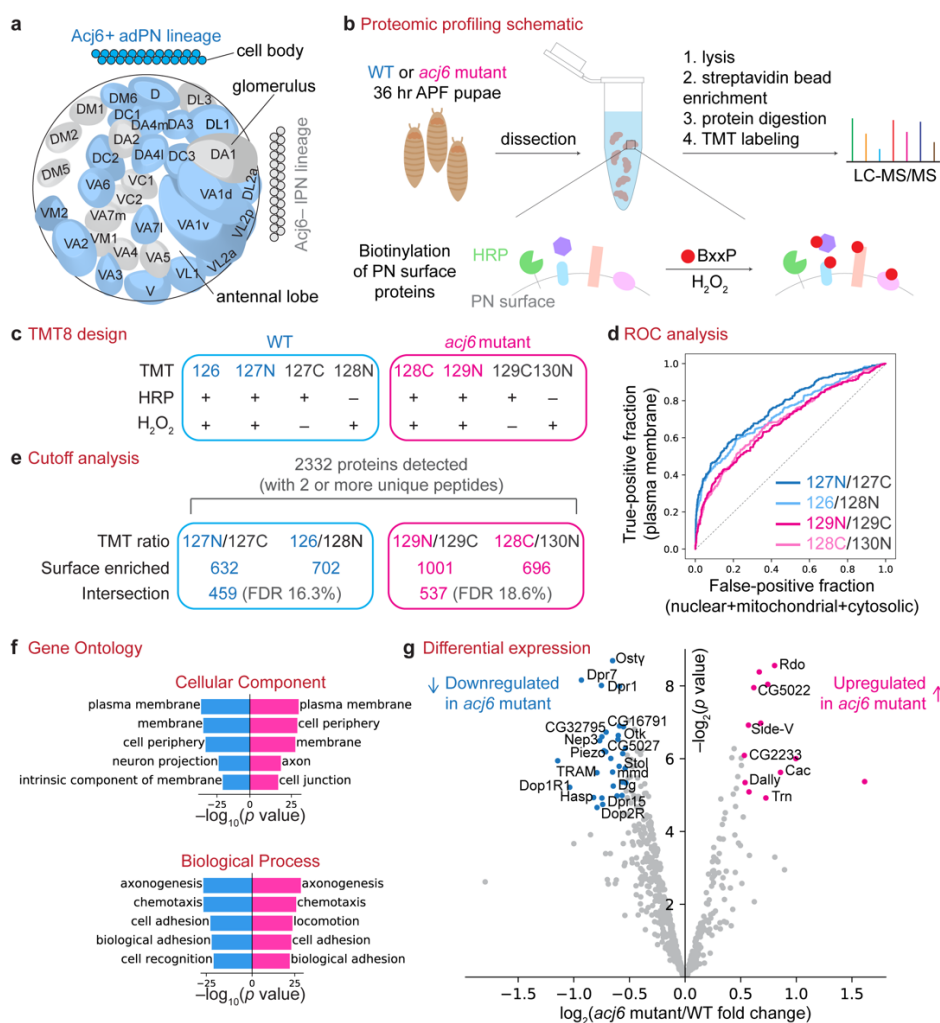 a
Acj6+ adPN lineage
cell body
glomerulus
DM6
D
DL3
DM1
DC1
DA4m
DA3
DL1
DM2
DA2
DC2
DA4l
DC3
DA1
DM5
VA6
VC1
VA1d
DL2a
VC2
VM2
VA7m
VA7l
VA1v
VL2p
VA2
VM1
VA4
VA5
VA3
VL1
VL2a
V
antennal lobe
Acj6– lPN lineage
b Proteomic profiling schematic
WT or acj6 mutant
36 hr APF pupae
dissection
1. lysis
2. streptavidin bead
enrichment
3. protein digestion
4. TMT labeling
LC-MS/MS
Biotinylation
of PN surface
proteins
HRP
PN surface
BxxP
H2O2
c TMT8 design
WT
acj6 mutant
TMT 126 127N 127C 128N 128C 129N 129C 130N
HRP + + + – + + + –
H2O2 + + – + + + – +
d ROC analysis
True-positive fraction
(plasma membrane)
1.0
0.8
0.6
0.4
0.2
0.0
127N/127C
126/128N
129N/129C
128C/130N
0.0 0.2 0.4 0.6 0.8 1.0
False-positive fraction
(nuclear+mitochondrial+cytosolic)
e Cutoff analysis
2332 proteins detected
(with 2 or more unique peptides)
TMT ratio 127N/127C 126/128N 129N/129C 128C/130N
Surface enriched 632 702 1001 696
Intersection 459 (FDR 16.3%) 537 (FDR 18.6%)
f Gene Ontology
Cellular Component
plasma membrane plasma membrane
membrane cell periphery
cell periphery membrane
neuron projection axon
intrinsic component of membrane cell junction
–25 0 25
–log10(p value)
Biological Process
axonogenesis axonogenesis
chemotaxis chemotaxis
cell adhesion locomotion
biological adhesion cell adhesion
cell recognition biological adhesion
–25 0 25
–log10(p value)
g Differential expression
↓ Downregulated
in acj6 mutant
Upregulated ↑
in acj6 mutant
–log2(p value)
8
6
4
2
Ostγ
Dpr7
Dpr1
CG16791
CG32795
Otk
Nep3
CG5027
Piezo
Stol
TRAM
mmd
Dop1R1
Dg
Hasp
Dpr15
Dop2R
Rdo
CG5022
Side-V
CG2233
Cac
Dally
Trn
–1.5 –1.0 –0.5 0.0 0.5 1.0 1.5
log2(acj6 mutant/WT fold change)